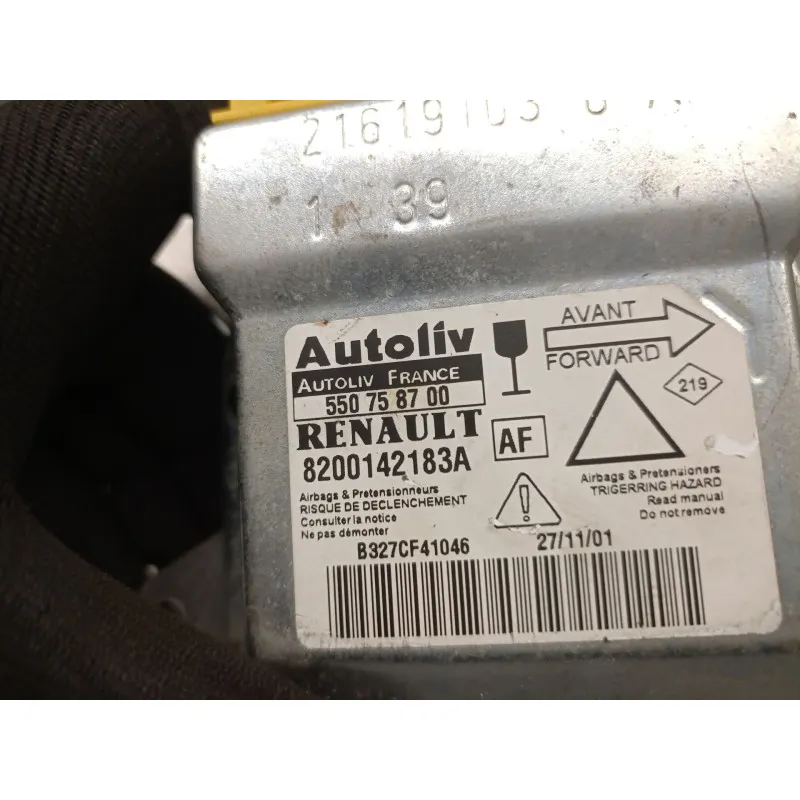 1 39
Autoliv
AUTOLIV FRANCE
550 75 87 00
RENAULT
8200142183A
AF
AVANT
FORWARD
219
Airbags & Pretensionneurs
RISQUE DE DECLENCHEMENT
Consulter la notice
Ne pas démonter
Airbags & Pretensioners
TRIGERRING HAZARD
Read manual
Do not remove
B327CF41046 27/11/01